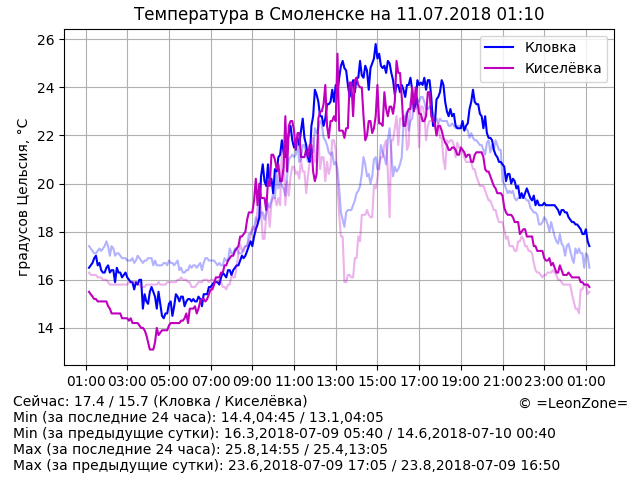 Температура в Смоленске на 11.07.2018 01:10
градусов Цельсия, °C
26
24
22
20
18
16
14
Кловка
Киселёвка
01:00 03:00 05:00 07:00 09:00 11:00 13:00 15:00 17:00 19:00 21:00 23:00 01:00
Сейчас: 17.4 / 15.7 (Кловка / Киселёвка)
© =LeonZone=
Min (за последние 24 часа): 14.4,04:45 / 13.1,04:05
Min (за предыдущие сутки): 16.3,2018-07-09 05:40 / 14.6,2018-07-10 00:40
Max (за последние 24 часа): 25.8,14:55 / 25.4,13:05
Max (за предыдущие сутки): 23.6,2018-07-09 17:05 / 23.8,2018-07-09 16:50